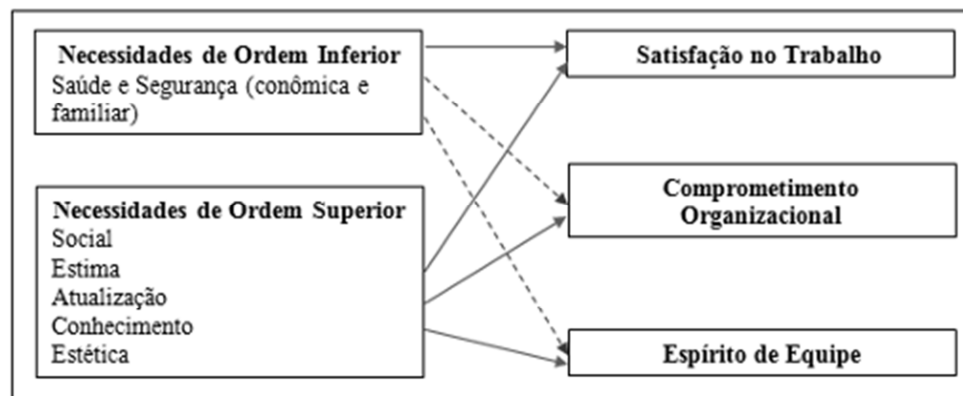 Necessidades de Ordem Inferior
Saúde e Segurança (conômica e
familiar)
Necessidades de Ordem Superior
Social
Estima
Atualização
Conhecimento
Estética
Satisfação no Trabalho
Comprometimento
Organizacional
Espírito de Equipe